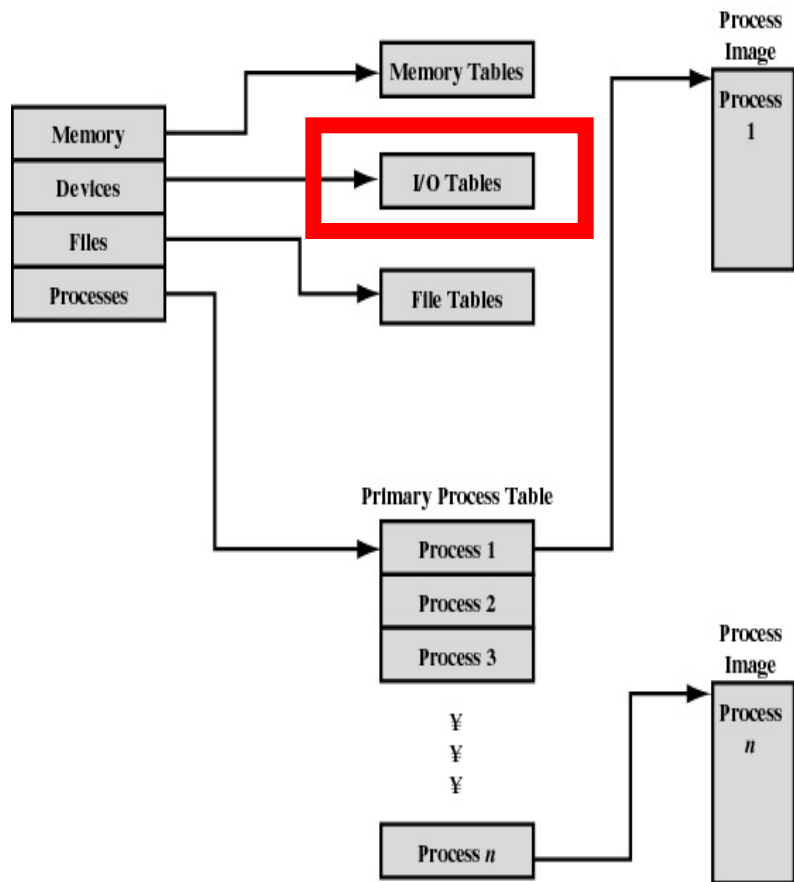 Process
Image
Process
1
Memory Tables
Memory
Devices
Files
Processes
I/O Tables
File Tables
Primary Process Table
Process 1
Process 2
Process 3
¥
¥
¥
Process n
Process
Image
Process
n